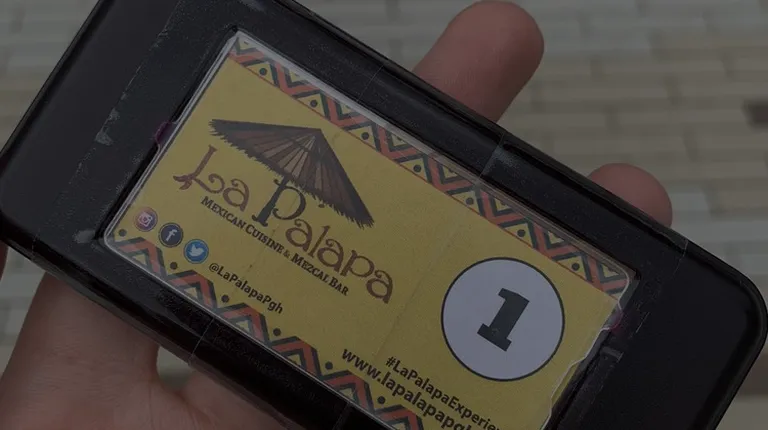 La Palapa
MEXICAN CUISINE & MEZCAL BAR
@LaPalapaPgh
1
#LaPalapaExperie
www.lapalapapgh